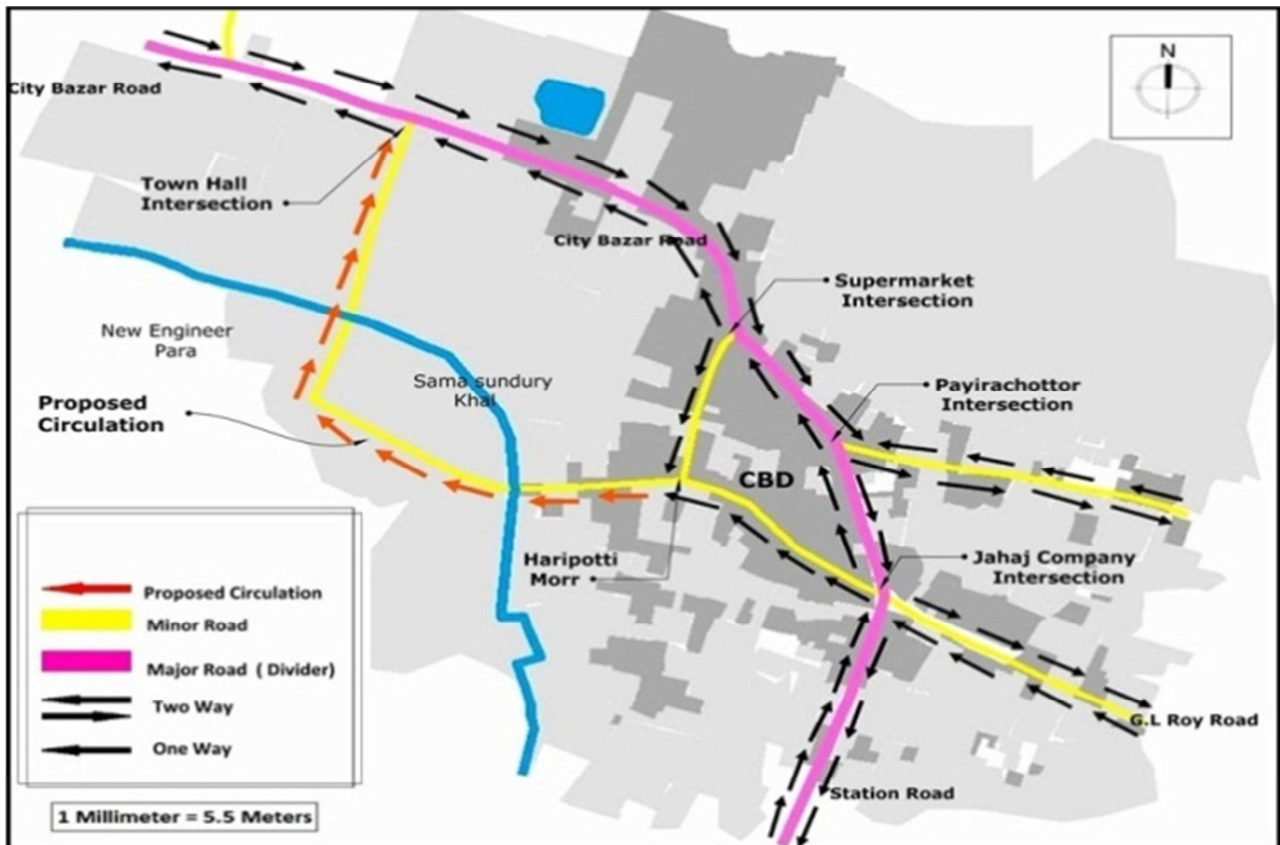 N
City Bazar Road
Town Hall
Intersection
City Bazar Road
Supermarket
Intersection
New Engineer
Para
Sama sundury
Khal
Payirachottor
Intersection
Proposed
Circulation
CBD
Haripotti
Morr
Jahaj Company
Intersection
Proposed Circulation
Minor Road
Major Road ( Divider)
Two Way
One Way
G.L Roy Road
Station Road
1 Millimeter = 5.5 Meters